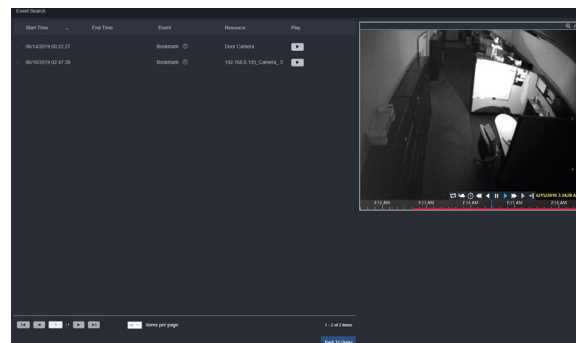 Event Search
Start Time End Time Event Resource Play
06/14/2019 00:22:27 Bookmark Door Camera
06/10/2019 02:47:38 Bookmark 192.168.0.105_Camera_3
items per page
1 - 2 of 2 items
Back To Query